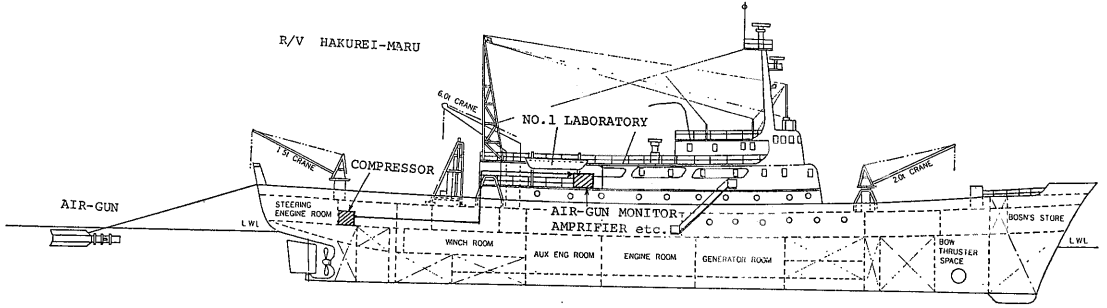 R/V HAKUREI-MARU
6.0t CRANE
NO.1 LABORATORY
1.5t CRANE
COMPRESSOR
2.0t CRANE
AIR-GUN
STEERING
ENEGINE ROOM
AIR-GUN MONITOR
AMPRIFIER etc.
BOSN'S STORE
LWL
WINCH ROOM
AUX ENG ROOM
ENGINE ROOM
GENERATOR ROOM
BOW
THRUSTER
SPACE
LWL